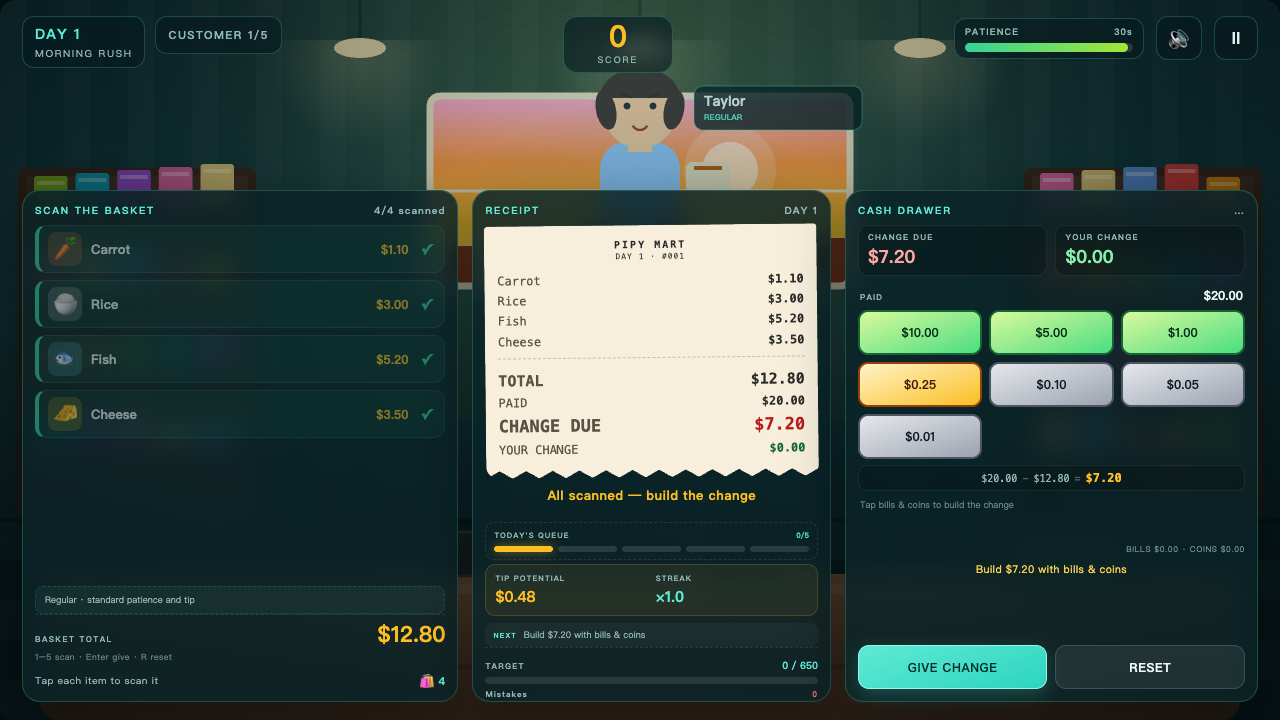 DAY 1
MORNING RUSH
CUSTOMER 1/5
0
SCORE
PATIENCE 30s
Taylor
REGULAR
SCAN THE BASKET 4/4 scanned
Carrot $1.10 ✓
Rice $3.00 ✓
Fish $5.20 ✓
Cheese $3.50 ✓
Regular · standard patience and tip
BASKET TOTAL $12.80
1–5 scan · Enter give · R reset
Tap each item to scan it 4
RECEIPT DAY 1
PIPY MART
DAY 1 · #001
Carrot $1.10
Rice $3.00
Fish $5.20
Cheese $3.50
TOTAL $12.80
PAID $20.00
CHANGE DUE $7.20
YOUR CHANGE $0.00
All scanned — build the change
TODAY'S QUEUE 0/5
TIP POTENTIAL STREAK
$0.48 ×1.0
NEXT Build $7.20 with bills & coins
TARGET 0 / 650
Mistakes 0
CASH DRAWER ...
CHANGE DUE YOUR CHANGE
$7.20 $0.00
PAID $20.00
$10.00 $5.00 $1.00
$0.25 $0.10 $0.05
$0.01
$20.00 − $12.80 = $7.20
Tap bills & coins to build the change
BILLS $0.00 · COINS $0.00
Build $7.20 with bills & coins
GIVE CHANGE RESET